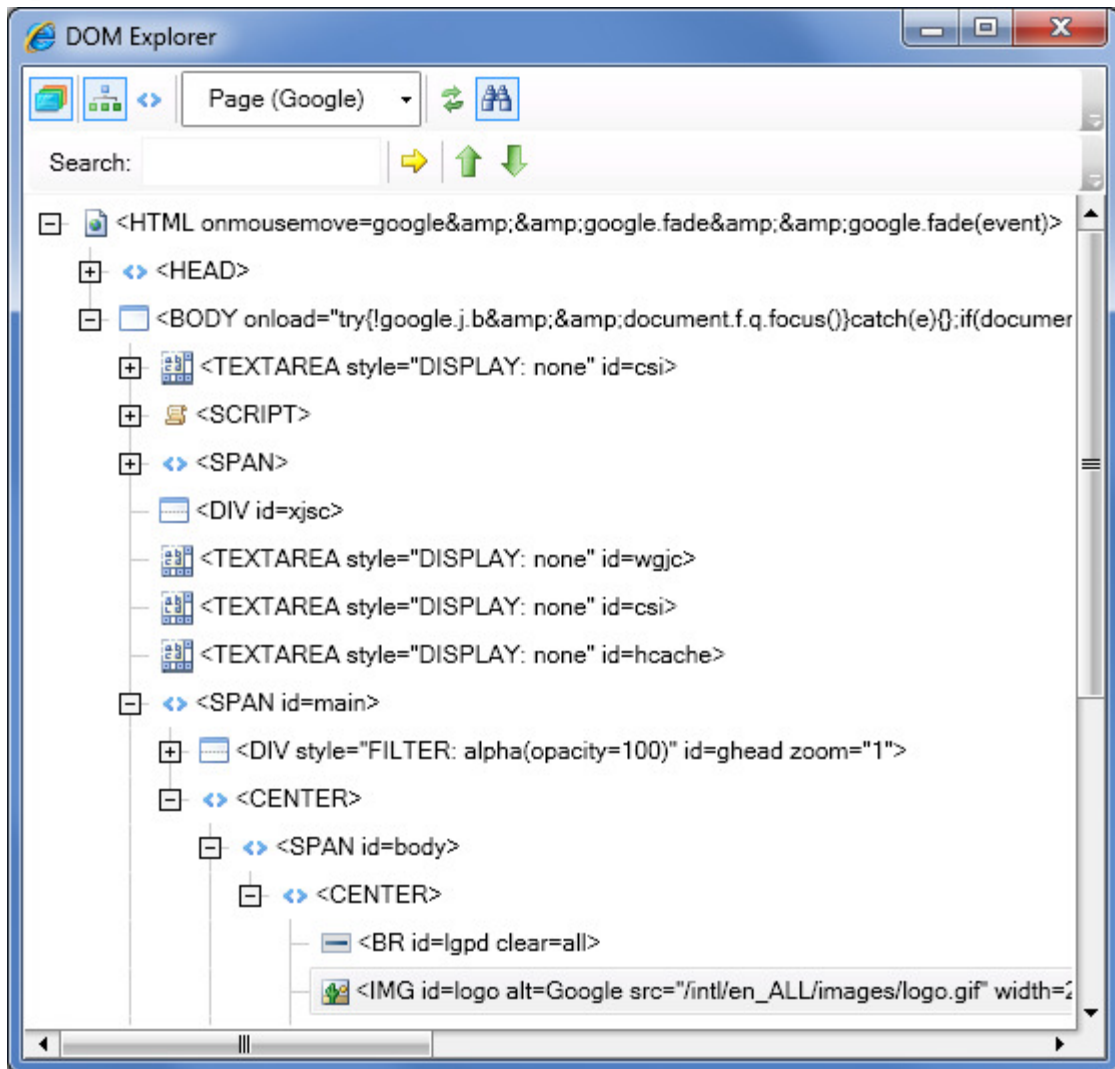 DOM Explorer
Page (Google)
Search:
<HTML onmousemove=google&amp;&amp;google.fade&amp;&amp;google.fade(event)>
<HEAD>
<BODY onload="try{!google.j.b&amp;&amp;document.f.q.focus()}catch(e){};if(documer
<TEXTAREA style="DISPLAY: none" id=csi>
<SCRIPT>
<SPAN>
<DIV id=xjsc>
<TEXTAREA style="DISPLAY: none" id=wgjc>
<TEXTAREA style="DISPLAY: none" id=csi>
<TEXTAREA style="DISPLAY: none" id=hcache>
<SPAN id=main>
<DIV style="FILTER: alpha(opacity=100)" id=ghead zoom="1">
<CENTER>
<SPAN id=body>
<CENTER>
<BR id=lgpd clear=all>
<IMG id=logo alt=Google src="/intl/en_ALL/images/logo.gif" width=2